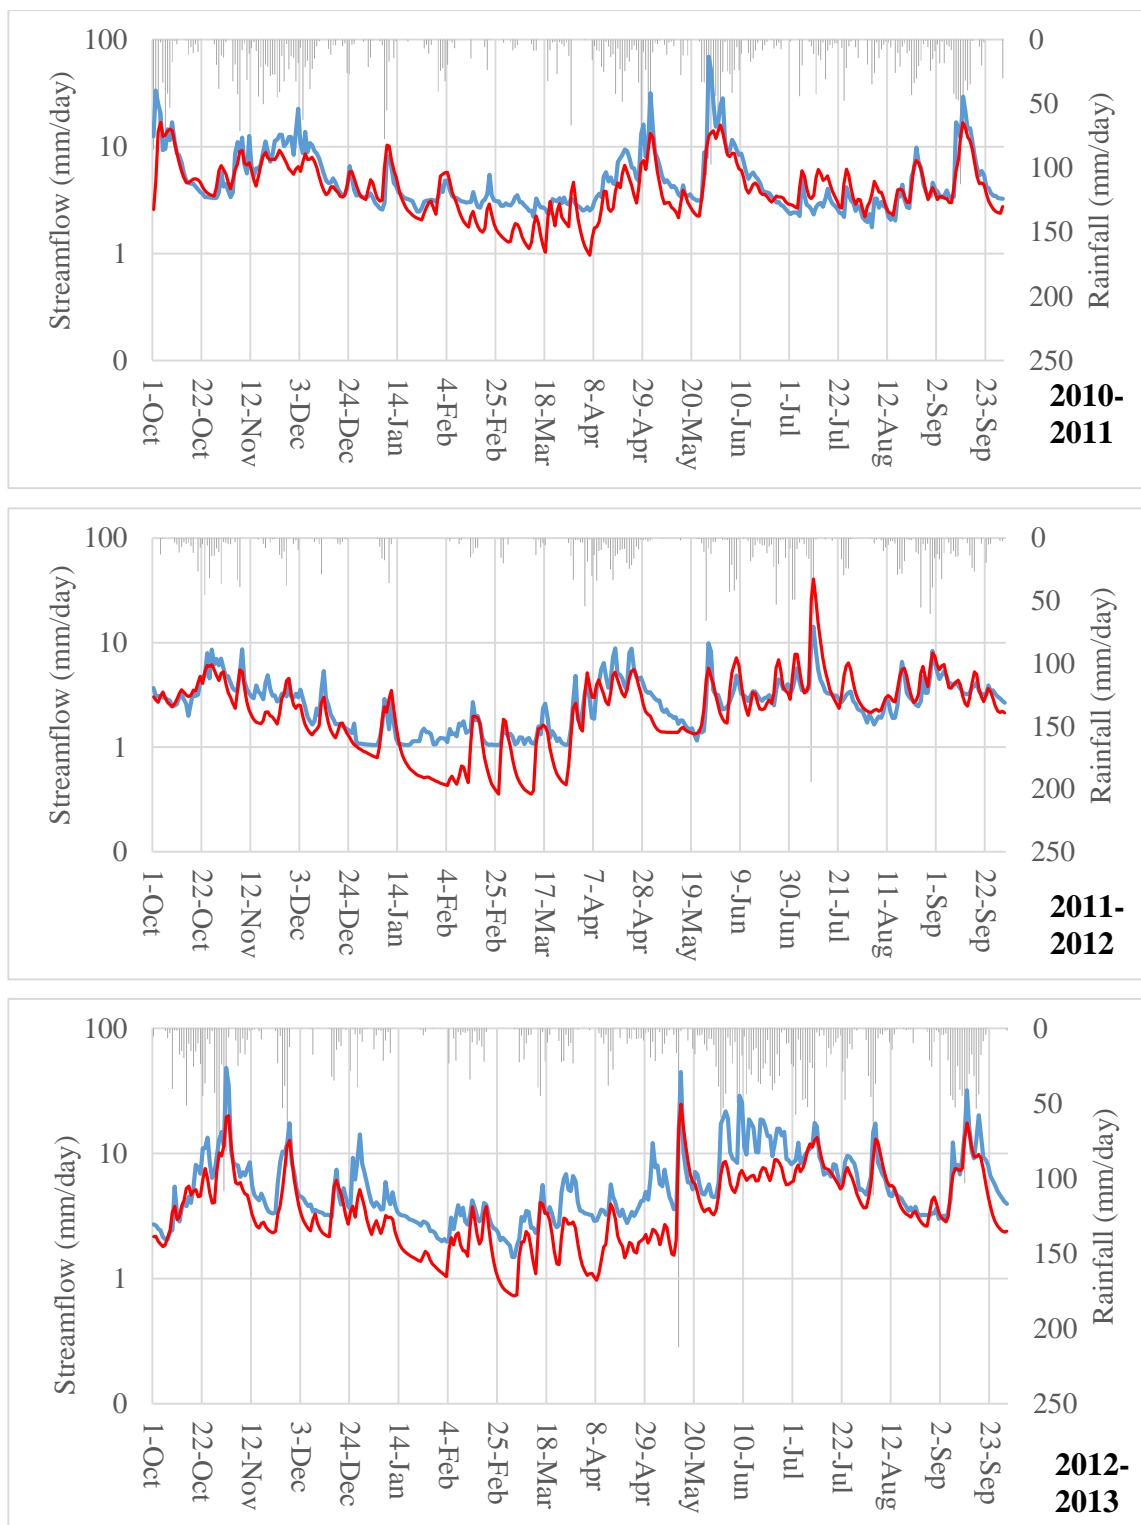 Streamflow (mm/day)
100
10
1
0
0
50
100
150
200
250
Rainfall (mm/day)
1-Oct
22-Oct
12-Nov
3-Dec
24-Dec
14-Jan
4-Feb
25-Feb
18-Mar
8-Apr
29-Apr
20-May
10-Jun
1-Jul
22-Jul
12-Aug
2-Sep
23-Sep
2010-
2011
Streamflow (mm/day)
100
10
1
0
0
50
100
150
200
250
Rainfall (mm/day)
1-Oct
22-Oct
12-Nov
3-Dec
24-Dec
14-Jan
4-Feb
25-Feb
17-Mar
7-Apr
28-Apr
19-May
9-Jun
30-Jun
21-Jul
11-Aug
1-Sep
22-Sep
2011-
2012
Streamflow (mm/day)
100
10
1
0
0
50
100
150
200
250
Rainfall (mm/day)
1-Oct
22-Oct
12-Nov
3-Dec
24-Dec
14-Jan
4-Feb
25-Feb
18-Mar
8-Apr
29-Apr
20-May
10-Jun
1-Jul
22-Jul
12-Aug
2-Sep
23-Sep
2012-
2013